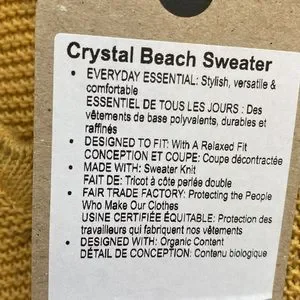 Crystal Beach Sweater
• EVERYDAY ESSENTIAL: Stylish, versatile &
comfortable
ESSENTIEL DE TOUS LES JOURS : Des
vêtements de base polyvalents, durables et
raffinés
• DESIGNED TO FIT: With A Relaxed Fit
CONCEPTION ET COUPE: Coupe décontractée
• MADE WITH: Sweater Knit
FAIT DE: Tricot à côte perlée double
• FAIR TRADE FACTORY: Protecting the People
Who Make Our Clothes
USINE CERTIFIÉE ÉQUITABLE: Protection des
travailleurs qui fabriquent nos vêtements
• DESIGNED WITH: Organic Content
DÉTAIL DE CONCEPTION: Contenu biologique